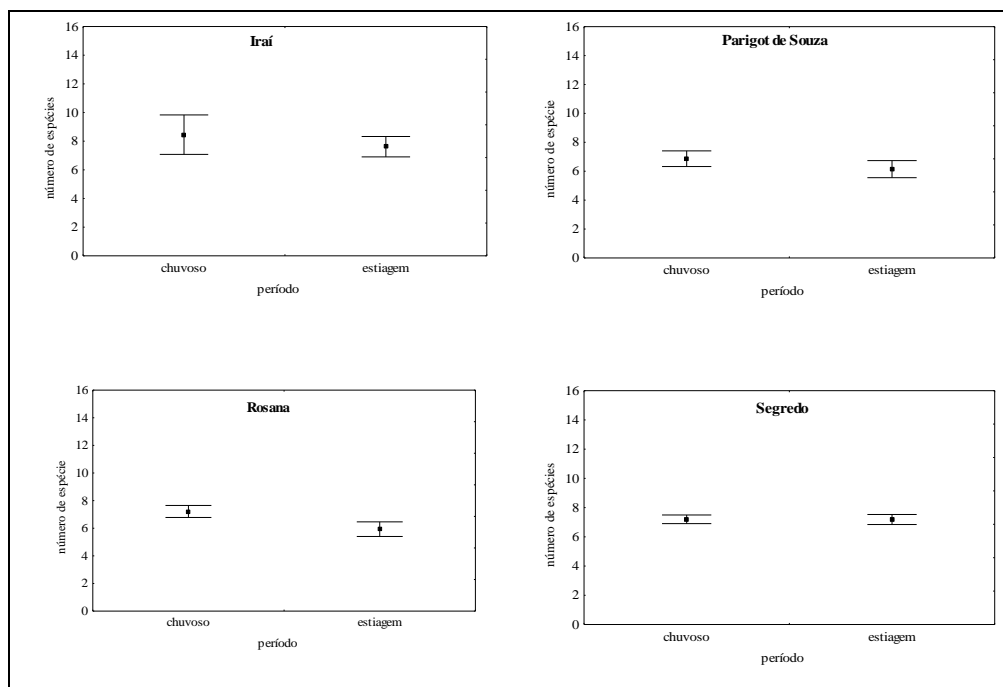 Iraí
número de espécies
16
14
12
10
8
6
4
2
0
chuvoso estiagem
período
Parigot de Souza
número de espécie
16
14
12
10
8
6
4
2
0
chuvoso estiagem
período
Rosana
número de espécie
16
14
12
10
8
6
4
2
0
chuvoso estiagem
período
Segredo
número de espécies
16
14
12
10
8
6
4
2
0
chuvoso estiagem
período